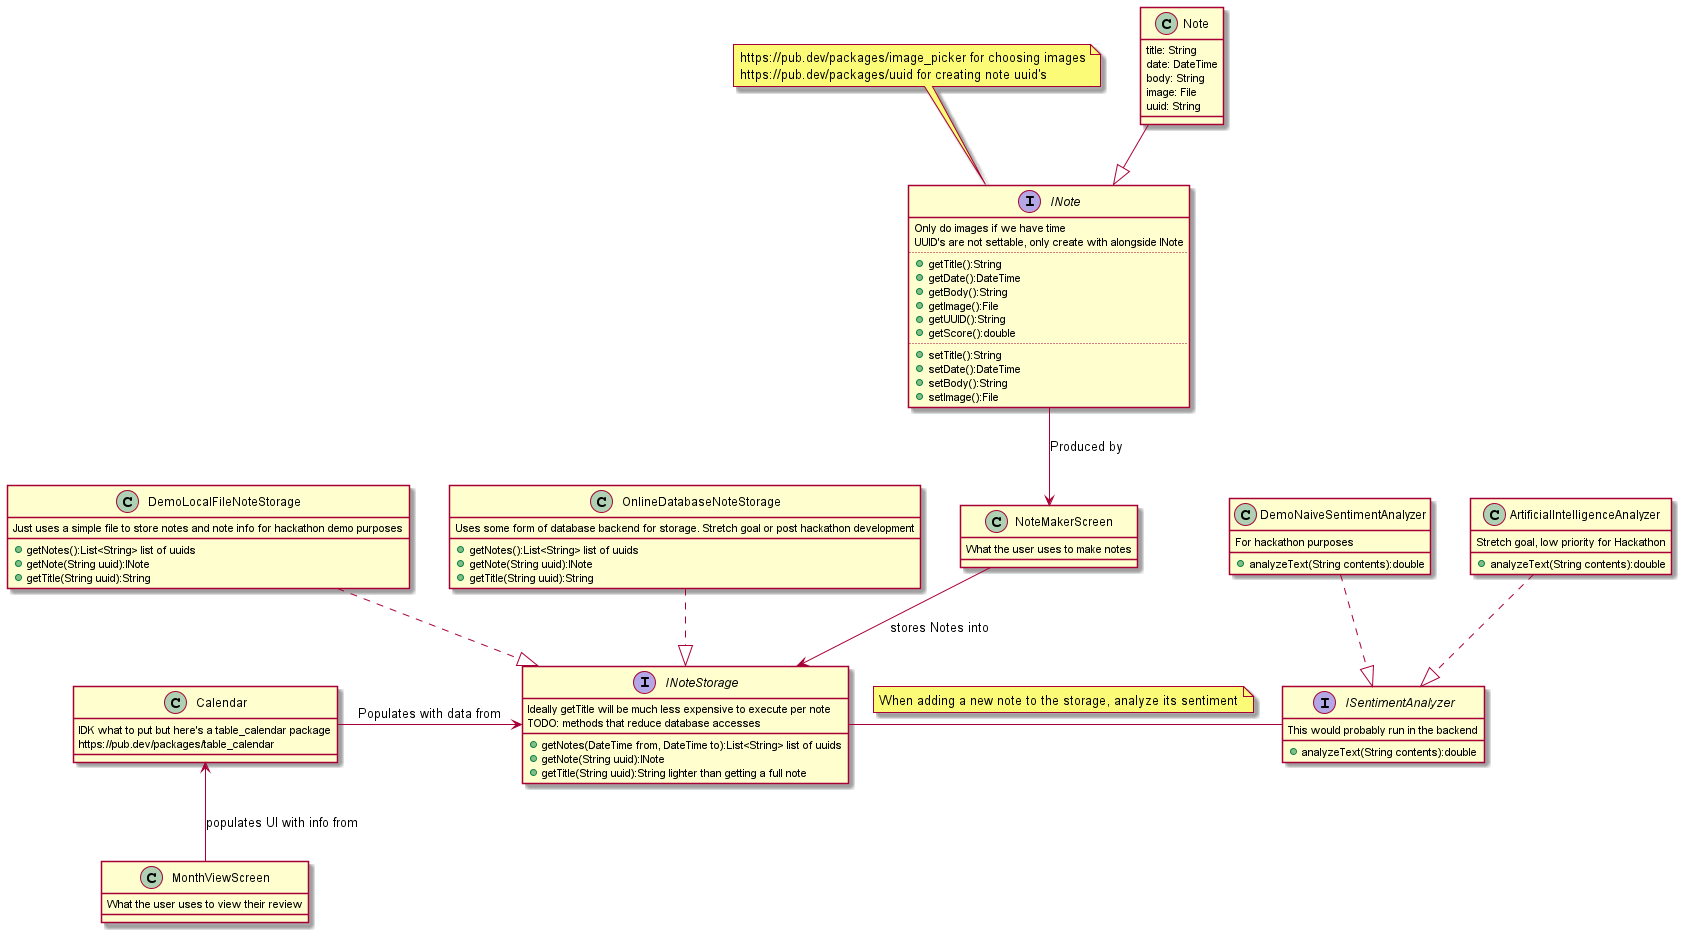 C Note
title: String
date: DateTime
body: String
image: File
uuid: String
https://pub.dev/packages/image_picker for choosing images
https://pub.dev/packages/uuid for creating note uuid's
I INote
Only do images if we have time
UUID's are not settable, only create with alongside INote
getTitle():String
getDate():DateTime
getBody():String
getImage():File
getUUID():String
getScore():double
setTitle():String
setDate():DateTime
setBody():String
setImage():File
Produced by
C DemoLocalFileNoteStorage
Just uses a simple file to store notes and note info for hackathon demo purposes
getNotes():List<String> list of uuids
getNote(String uuid):INote
getTitle(String uuid):String
C OnlineDatabaseNoteStorage
Uses some form of database backend for storage. Stretch goal or post hackathon development
getNotes():List<String> list of uuids
getNote(String uuid):INote
getTitle(String uuid):String
C NoteMakerScreen
What the user uses to make notes
C DemoNaiveSentimentAnalyzer
For hackathon purposes
analyzeText(String contents):double
C ArtificialIntelligenceAnalyzer
Stretch goal, low priority for Hackathon
analyzeText(String contents):double
stores Notes into
C Calendar
IDK what to put but here's a table_calendar package
https://pub.dev/packages/table_calendar
Populates with data from
I INoteStorage
Ideally getTitle will be much less expensive to execute per note
TODO: methods that reduce database accesses
getNotes(DateTime from, DateTime to):List<String> list of uuids
getNote(String uuid):INote
getTitle(String uuid):String lighter than getting a full note
When adding a new note to the storage, analyze its sentiment
I ISentimentAnalyzer
This would probably run in the backend
analyzeText(String contents):double
populates UI with info from
C MonthViewScreen
What the user uses to view their review